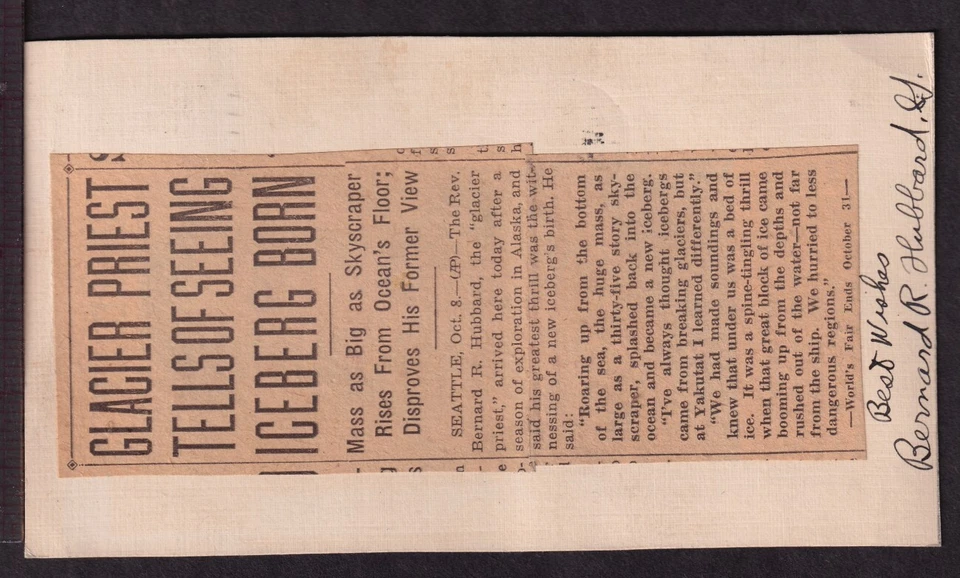 GLACIER PRIEST
TELLS OF SEEING
ICEBERG BORN
Mass as Big as Skyscraper
Rises From Ocean's Floor;
Disproves His Former View
SEATTLE, Oct. 8.—(AP)—The Rev.
Bernard R. Hubbard, the "glacier
priest," arrived here today after a
season of exploration in Alaska, and
said his greatest thrill was the wit-
nessing of a new iceberg's birth. He
said:
"Roaring up from the bottom
of the sea, the huge mass, as
large as a thirty-five story sky-
scraper, splashed back into the
ocean and became a new iceberg.
"I've always thought icebergs
came from breaking glaciers, but
at Yakutat I learned differently."
"We had made soundings and
knew that under us was a bed of
ice. It was a spine-tingling thrill
when that great block of ice came
booming up from the depths and
rushed out of the water—not far
from the ship. We hurried to less
dangerous regions."
—World's Fair Ends October 31—
Best Wishes
Bernard R. Hubbard, S.J.